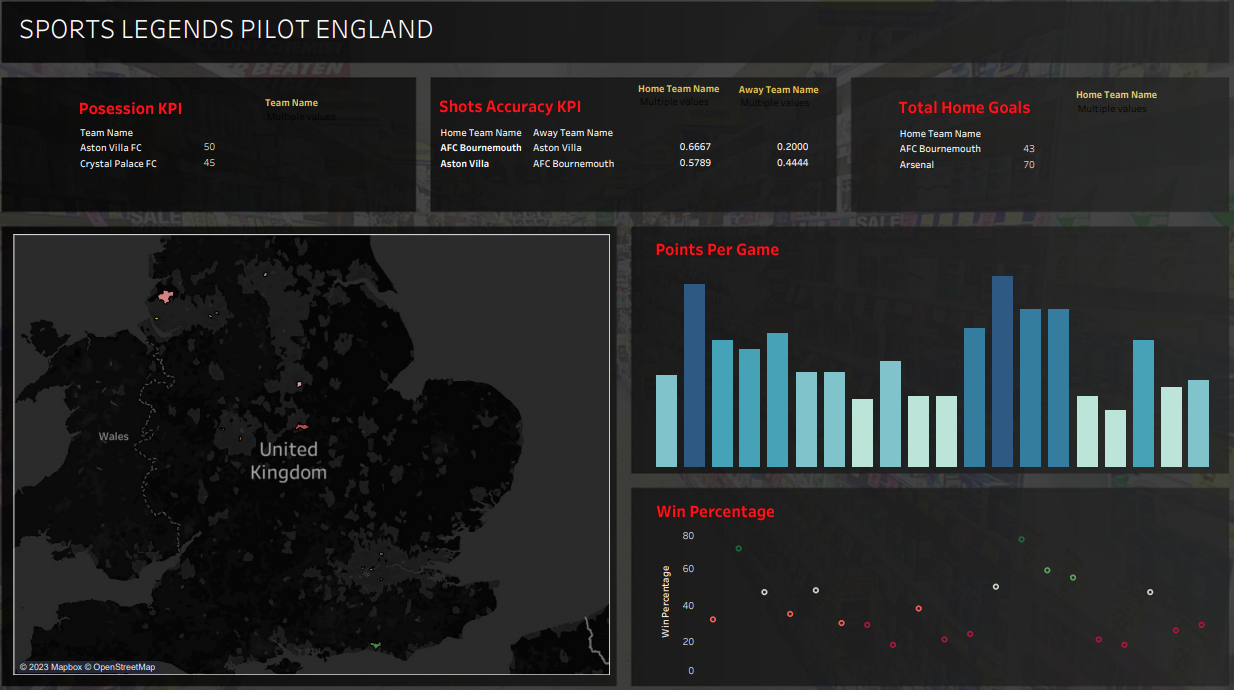 SPORTS LEGENDS PILOT ENGLAND
BEATEN
Posession KPI
Team Name
Multiple values
Team Name
Aston Villa FC 50
Crystal Palace FC 45
Shots Accuracy KPI
Home Team Name Away Team Name
Multiple values Multiple values
Home Team Name Away Team Name
AFC Bournemouth Aston Villa 0.6667 0.2000
Aston Villa AFC Bournemouth 0.5789 0.4444
Total Home Goals
Home Team Name
Multiple values
Home Team Name
AFC Bournemouth 43
Arsenal 70
SALE
SALE
Wales
United
Kingdom
© 2023 Mapbox © OpenStreetMap
Points Per Game
Win Percentage
Win Percentage
80
60
40
20
0